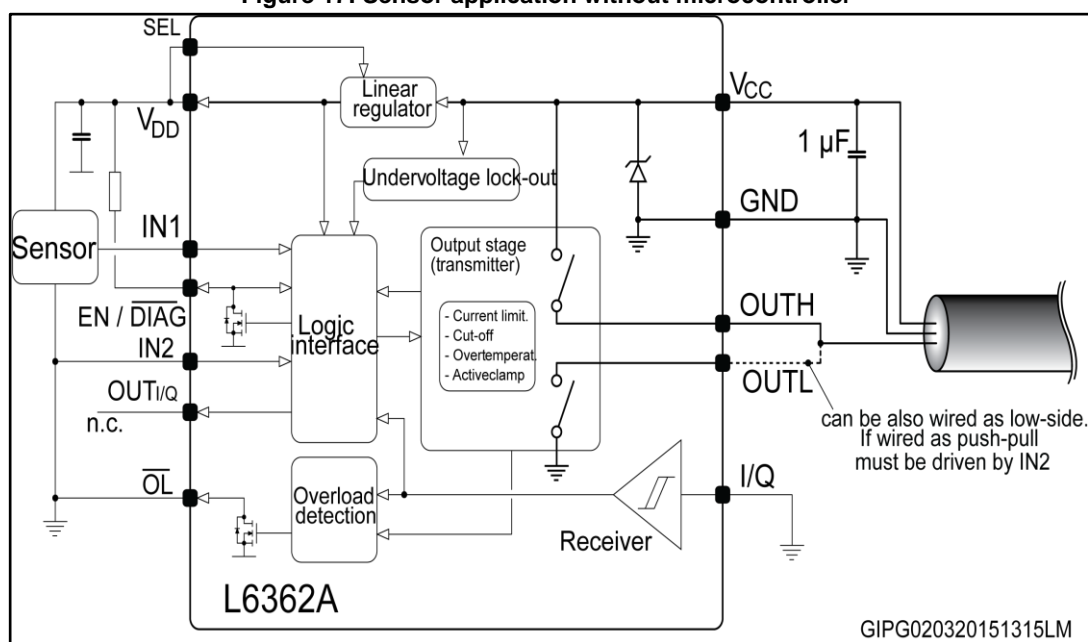 Figure 17: Sensor application without microcontroller
SEL
VDD
Linear
regulator
VCC
1 µF
Undervoltage lock-out
GND
Sensor
IN1
Output stage
(transmitter)
EN / DIAG
Logic
interface
- Current limit.
- Cut-off
- Overtemperat.
- Activeclamp
OUTH
IN2
OUTL
OUTI/Q
n.c.
can be also wired as low-side.
If wired as push-pull
must be driven by IN2
OL
Overload
detection
I/Q
Receiver
L6362A
GIPG020320151315LM